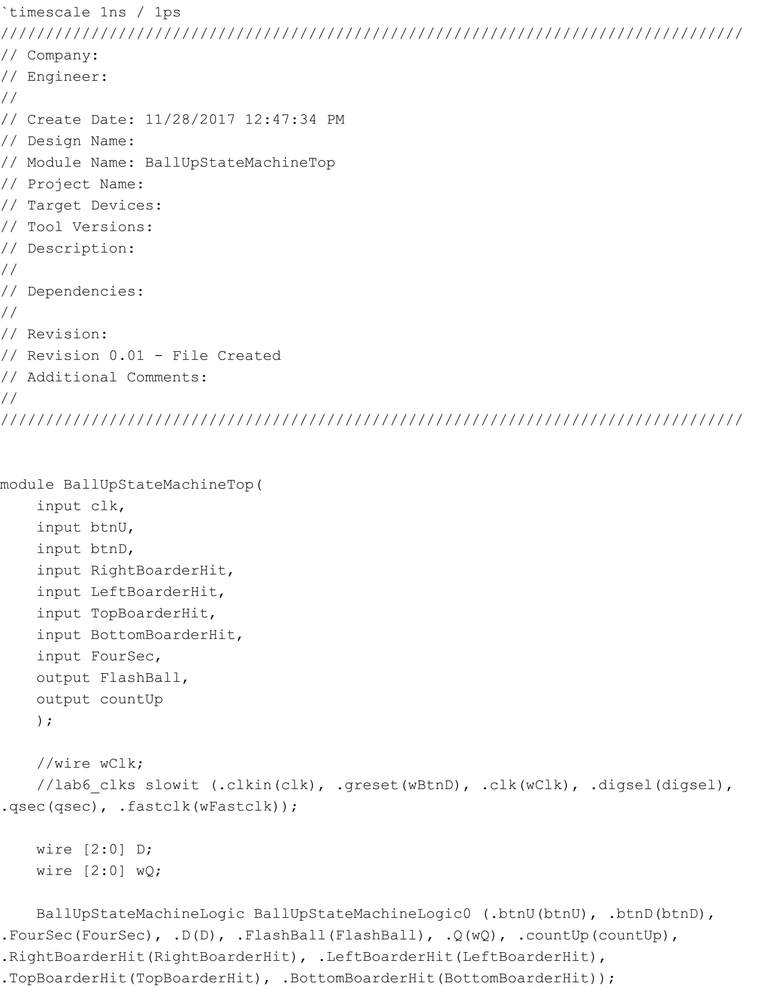 `timescale 1ns / 1ps
//////////////////////////////////////////////////////////////////////////////////
// Company:
// Engineer:
//
// Create Date: 11/28/2017 12:47:34 PM
// Design Name:
// Module Name: BallUpStateMachineTop
// Project Name:
// Target Devices:
// Tool Versions:
// Description:
//
// Dependencies:
//
// Revision:
// Revision 0.01 - File Created
// Additional Comments:
//
//////////////////////////////////////////////////////////////////////////////////
module BallUpStateMachineTop(
    input clk,
    input btnU,
    input btnD,
    input RightBoarderHit,
    input LeftBoarderHit,
    input TopBoarderHit,
    input BottomBoarderHit,
    input FourSec,
    output FlashBall,
    output countUp
    );
    //wire wClk;
    //lab6_clks slowit (.clkin(clk), .greset(wBtnD), .clk(wClk), .digsel(digsel),
.qsec(qsec), .fastclk(wFastclk));
    wire [2:0] D;
    wire [2:0] wQ;
    BallUpStateMachineLogic BallUpStateMachineLogic0 (.btnU(btnU), .btnD(btnD),
.FourSec(FourSec), .D(D), .FlashBall(FlashBall), .Q(wQ), .countUp(countUp),
.RightBoarderHit(RightBoarderHit), .LeftBoarderHit(LeftBoarderHit),
.TopBoarderHit(TopBoarderHit), .BottomBoarderHit(BottomBoarderHit));